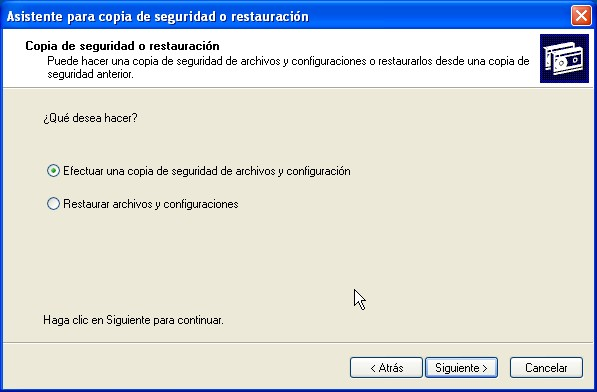 Asistente para copia de seguridad o restauración
Copia de seguridad o restauración
Puede hacer una copia de seguridad de archivos y configuraciones o restaurarlos desde una copia de
seguridad anterior.
¿Qué desea hacer?
Efectuar una copia de seguridad de archivos y configuración
Restaurar archivos y configuraciones
Haga clic en Siguiente para continuar.
< Atrás
Siguiente >
Cancelar